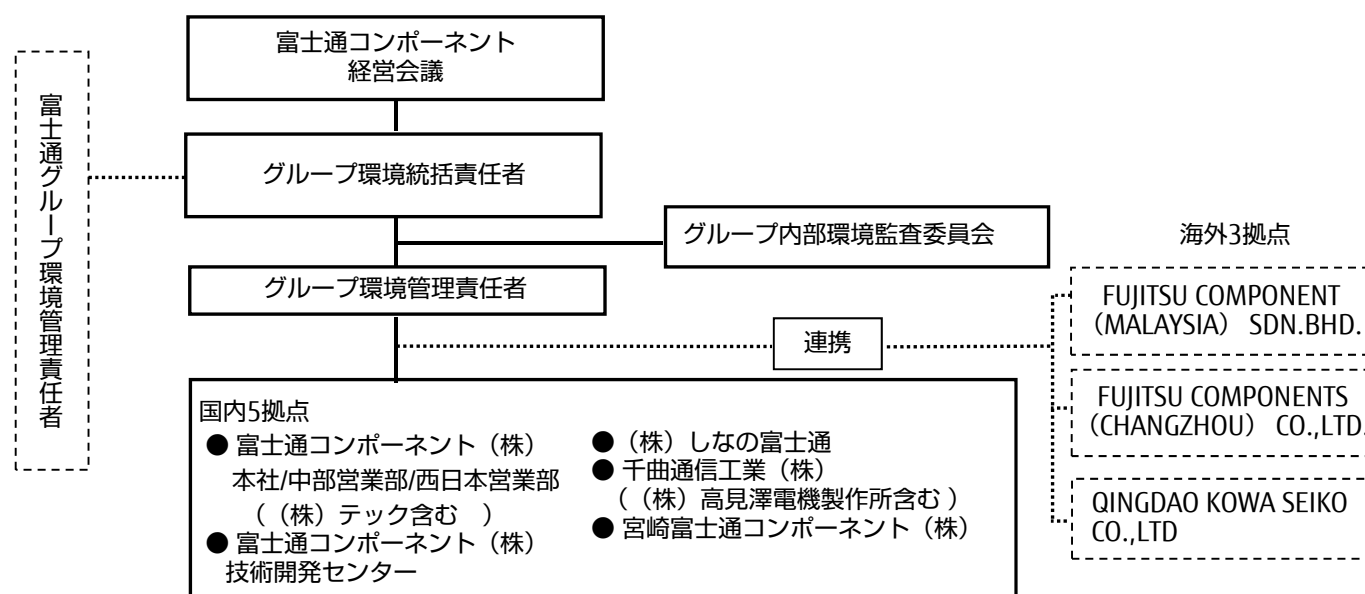 富士通コンポーネント
経営会議
富士通グループ環境管理責任者
グループ環境統括責任者
グループ内部環境監査委員会
グループ環境管理責任者
連携
海外3拠点
FUJITSU COMPONENT
(MALAYSIA) SDN.BHD.
FUJITSU COMPONENTS
(CHANGZHOU) CO.,LTD.
QINGDAO KOWA SEIKO
CO.,LTD
国内5拠点
● 富士通コンポーネント（株）
本社/中部営業部/西日本営業部
（（株）テック含む ）
● 富士通コンポーネント（株）
技術開発センター
● （株）しなの富士通
● 千曲通信工業（株）
（（株）高見澤電機製作所含む ）
● 宮崎富士通コンポーネント（株）